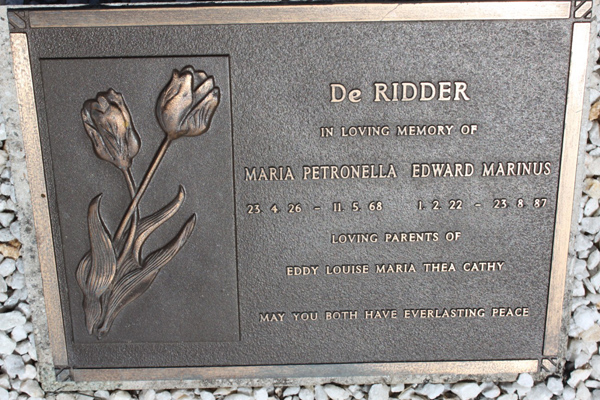 De RIDDER
IN LOVING MEMORY OF
MARIA PETRONELLA EDWARD MARINUS
23. 4. 26 - 11. 5. 68 1. 2. 22 - 23. 8. 87
LOVING PARENTS OF
EDDY LOUISE MARIA THEA CATHY
MAY YOU BOTH HAVE EVERLASTING PEACE